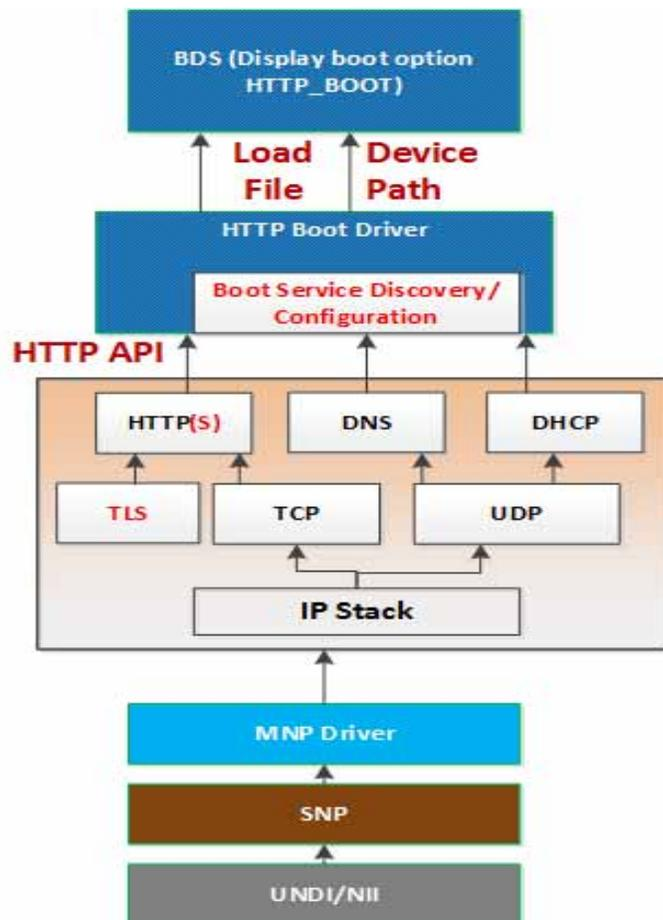 BDS (Display boot option
HTTP_BOOT)
Load
File
Device
Path
HTTP Boot Driver
Boot Service Discovery/
Configuration
HTTP API
HTTP(S)
DNS
DHCP
TLS
TCP
UDP
IP Stack
MNP Driver
SNP
UNDI/NII